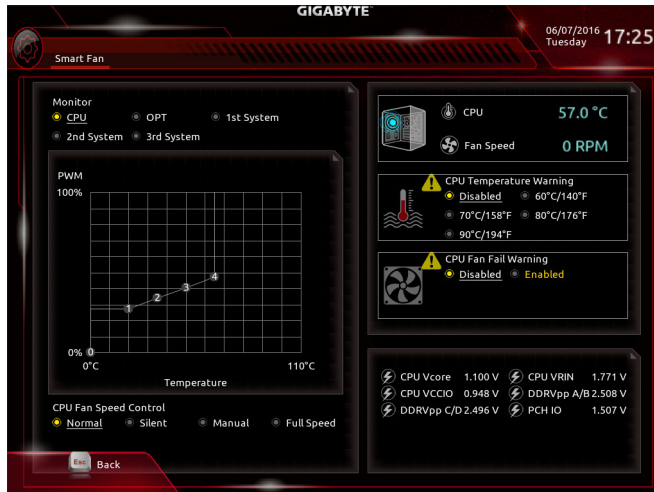 GIGABYTE™
06/07/2016
Tuesday
17:25
Smart Fan
Monitor
CPU OPT 1st System
2nd System 3rd System
PWM
100%
4
3
2
1
0% 0
0°C 110°C
Temperature
CPU Fan Speed Control
Normal Silent Manual Full Speed
Esc Back
CPU 57.0 °C
Fan Speed 0 RPM
CPU Temperature Warning
Disabled 60°C/140°F
70°C/158°F 80°C/176°F
90°C/194°F
CPU Fan Fail Warning
Disabled Enabled
CPU Vcore 1.100 V CPU VRIN 1.771 V
CPU VCCIO 0.948 V DDRVpp A/B 2.508 V
DDRVpp C/D 2.496 V PCH IO 1.507 V